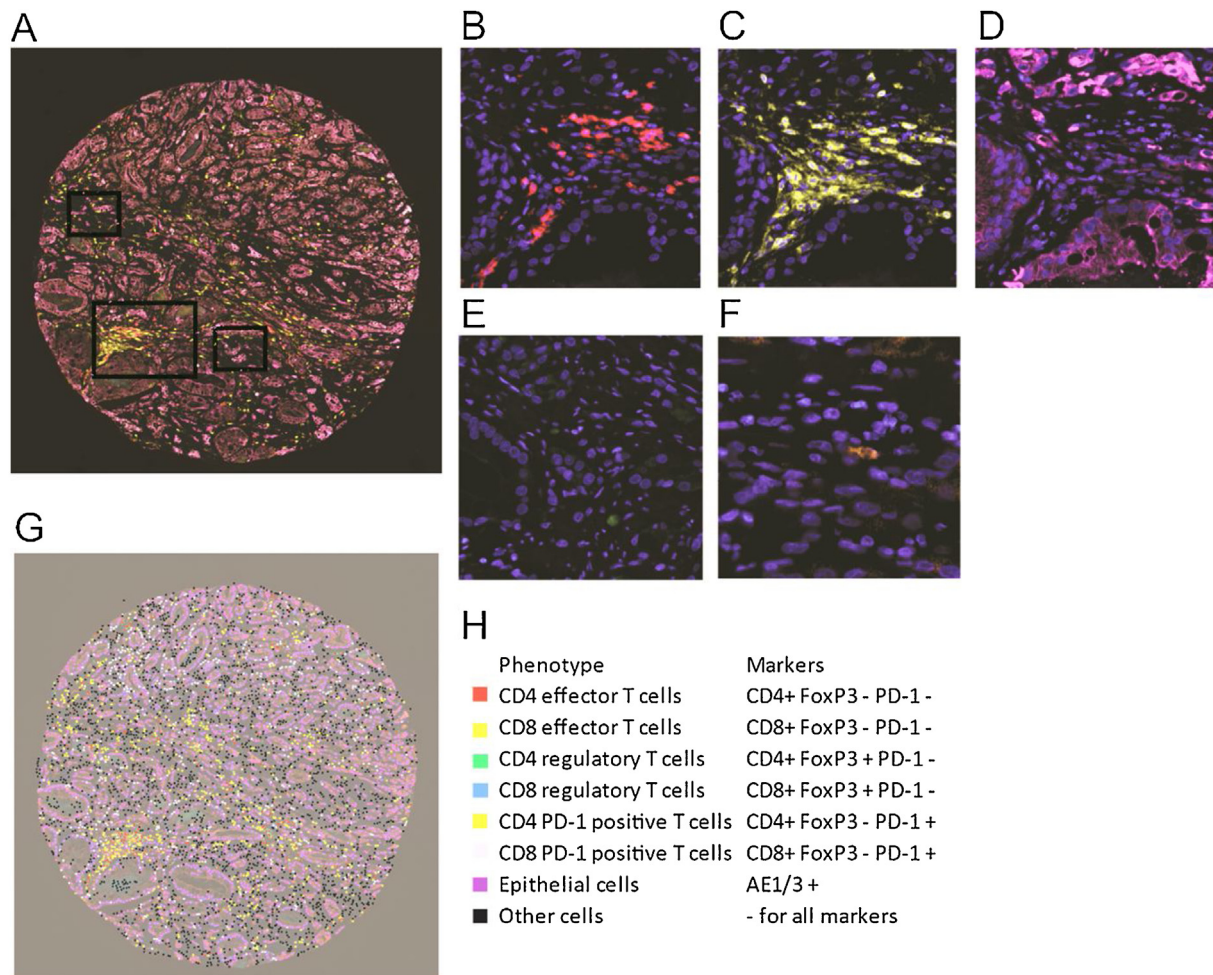 A
B
C
D
E
F
G
H
Phenotype Markers
CD4 effector T cells CD4+ FoxP3 - PD-1 -
CD8 effector T cells CD8+ FoxP3 - PD-1 -
CD4 regulatory T cells CD4+ FoxP3 + PD-1 -
CD8 regulatory T cells CD8+ FoxP3 + PD-1 -
CD4 PD-1 positive T cells CD4+ FoxP3 - PD-1 +
CD8 PD-1 positive T cells CD8+ FoxP3 - PD-1 +
Epithelial cells AE1/3 +
Other cells - for all markers